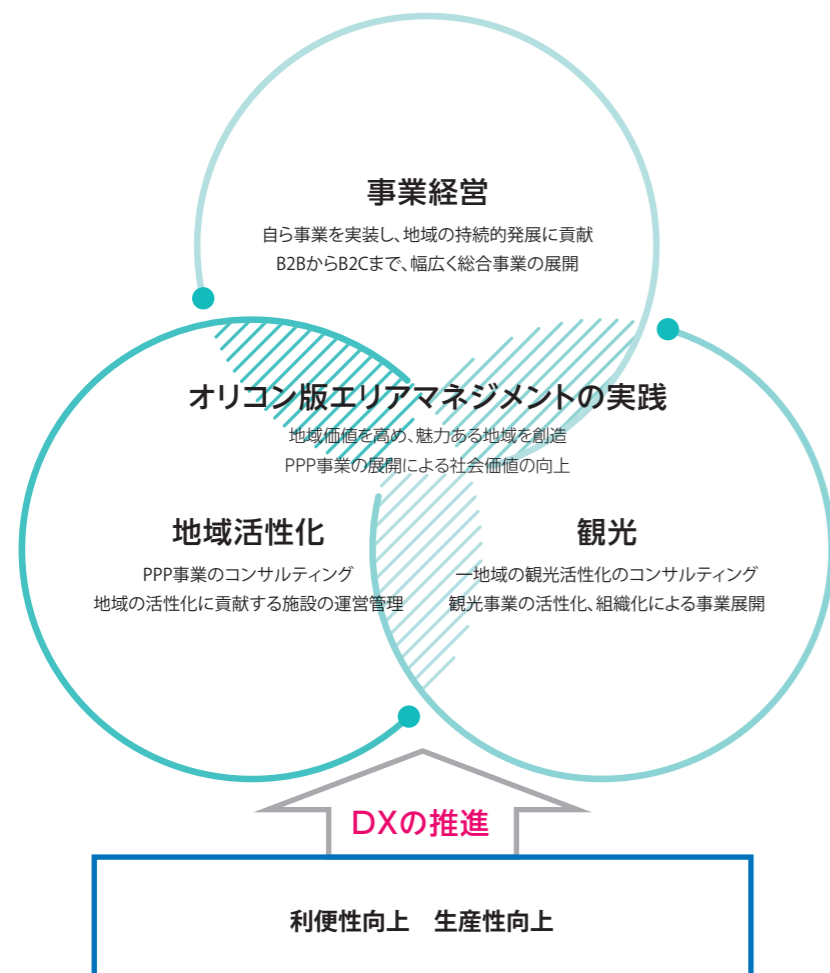 事業経営
自ら事業を実装し、地域の持続的発展に貢献
B2BからB2Cまで、幅広く総合事業の展開
オリコン版エリアマネジメントの実践
地域価値を高め、魅力ある地域を創造
PPP事業の展開による社会価値の向上
地域活性化
PPP事業のコンサルティング
地域の活性化に貢献する施設の運営管理
観光
一地域の観光活性化のコンサルティング
観光事業の活性化、組織化による事業展開
DXの推進
利便性向上　生産性向上